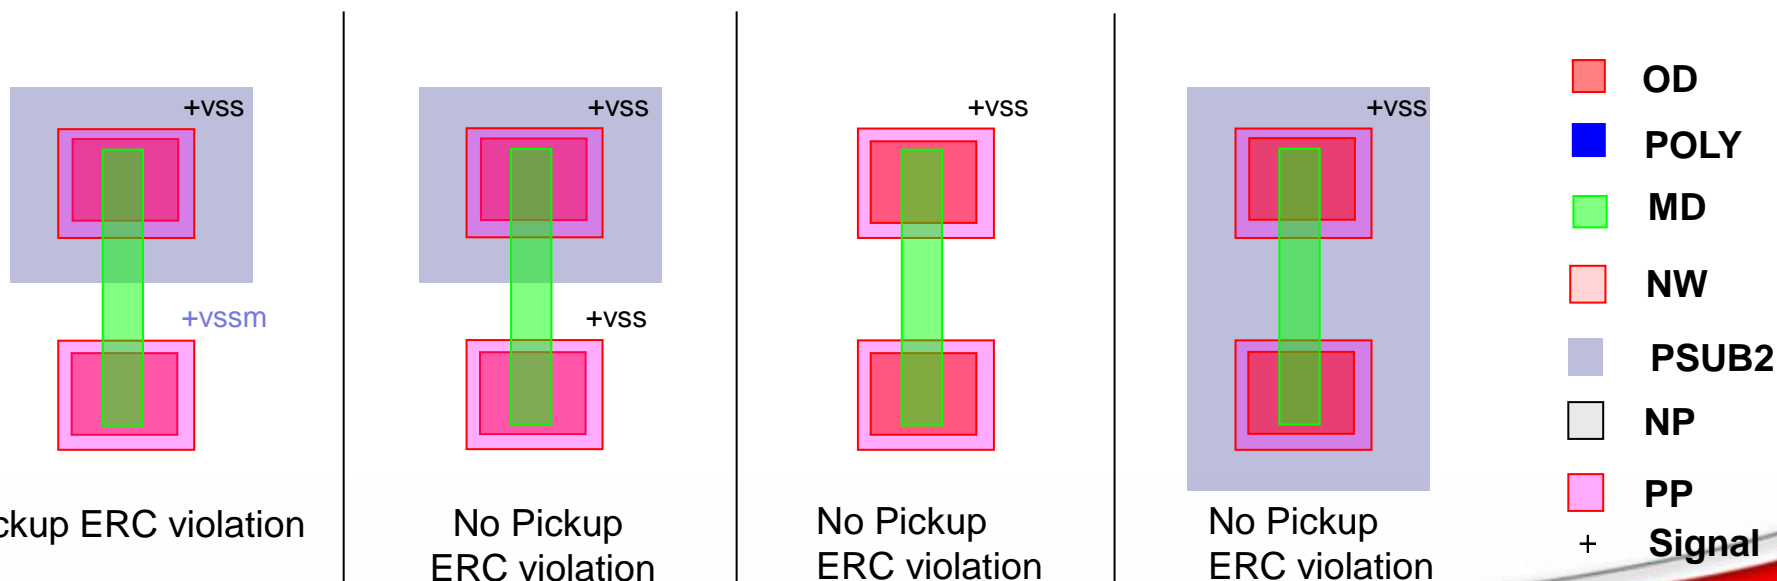 +vss
+vssm
ckup ERC violation
+vss
+vss
No Pickup
ERC violation
+vss
No Pickup
ERC violation
+vss
No Pickup
ERC violation
OD
POLY
MD
NW
PSUB2
NP
PP
+ Signal